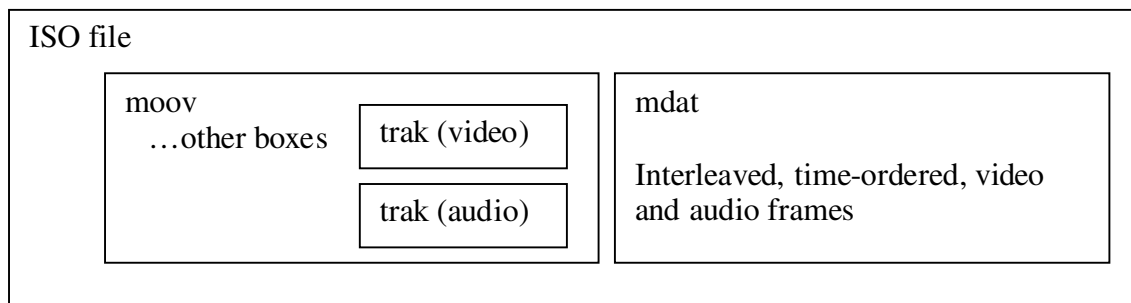 ISO file
moov
…other boxes
trak (video)
trak (audio)
mdat
Interleaved, time-ordered, video
and audio frames